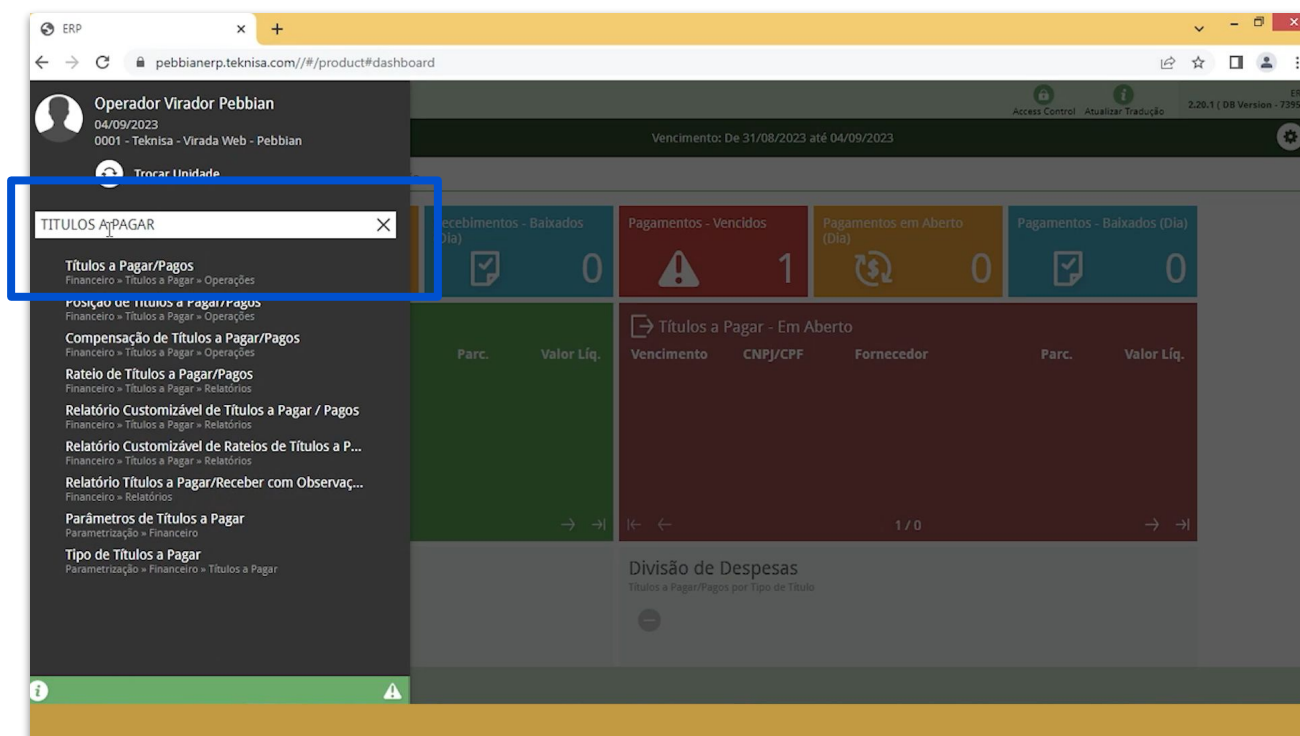 ERP
pebbianerp.teknisa.com//#/product#dashboard
Operador Virador Pebbian
04/09/2023
0001 - Teknisa - Virada Web - Pebbian
Trocar Unidade
TITULOS A PAGAR
Títulos a Pagar/Pagos
Financeiro » Títulos a Pagar » Operações
Posição de Títulos a Pagar/Pagos
Financeiro » Títulos a Pagar » Operações
Compensação de Títulos a Pagar/Pagos
Financeiro » Títulos a Pagar » Operações
Rateio de Títulos a Pagar/Pagos
Financeiro » Títulos a Pagar » Relatórios
Relatório Customizável de Títulos a Pagar / Pagos
Financeiro » Títulos a Pagar » Relatórios
Relatório Customizável de Rateios de Títulos a P...
Financeiro » Títulos a Pagar » Relatórios
Relatório Títulos a Pagar/Receber com Observaç...
Financeiro » Relatórios
Parâmetros de Títulos a Pagar
Parametrização » Financeiro
Tipo de Títulos a Pagar
Parametrização » Financeiro » Títulos a Pagar
Access Control
Atualizar Tradução
2.20.1 ( DB Version - 7395
Vencimento: De 31/08/2023 até 04/09/2023
ecebimentos - Baixados
Dia)
0
Pagamentos - Vencidos
1
Pagamentos em Aberto
(Dia)
0
Pagamentos - Baixados (Dia)
0
Parc. Valor Líq.
Títulos a Pagar - Em Aberto
Vencimento CNPJ/CPF Fornecedor Parc. Valor Líq.
1 / 0
Divisão de Despesas
Títulos a Pagar/Pagos por Tipo de Título